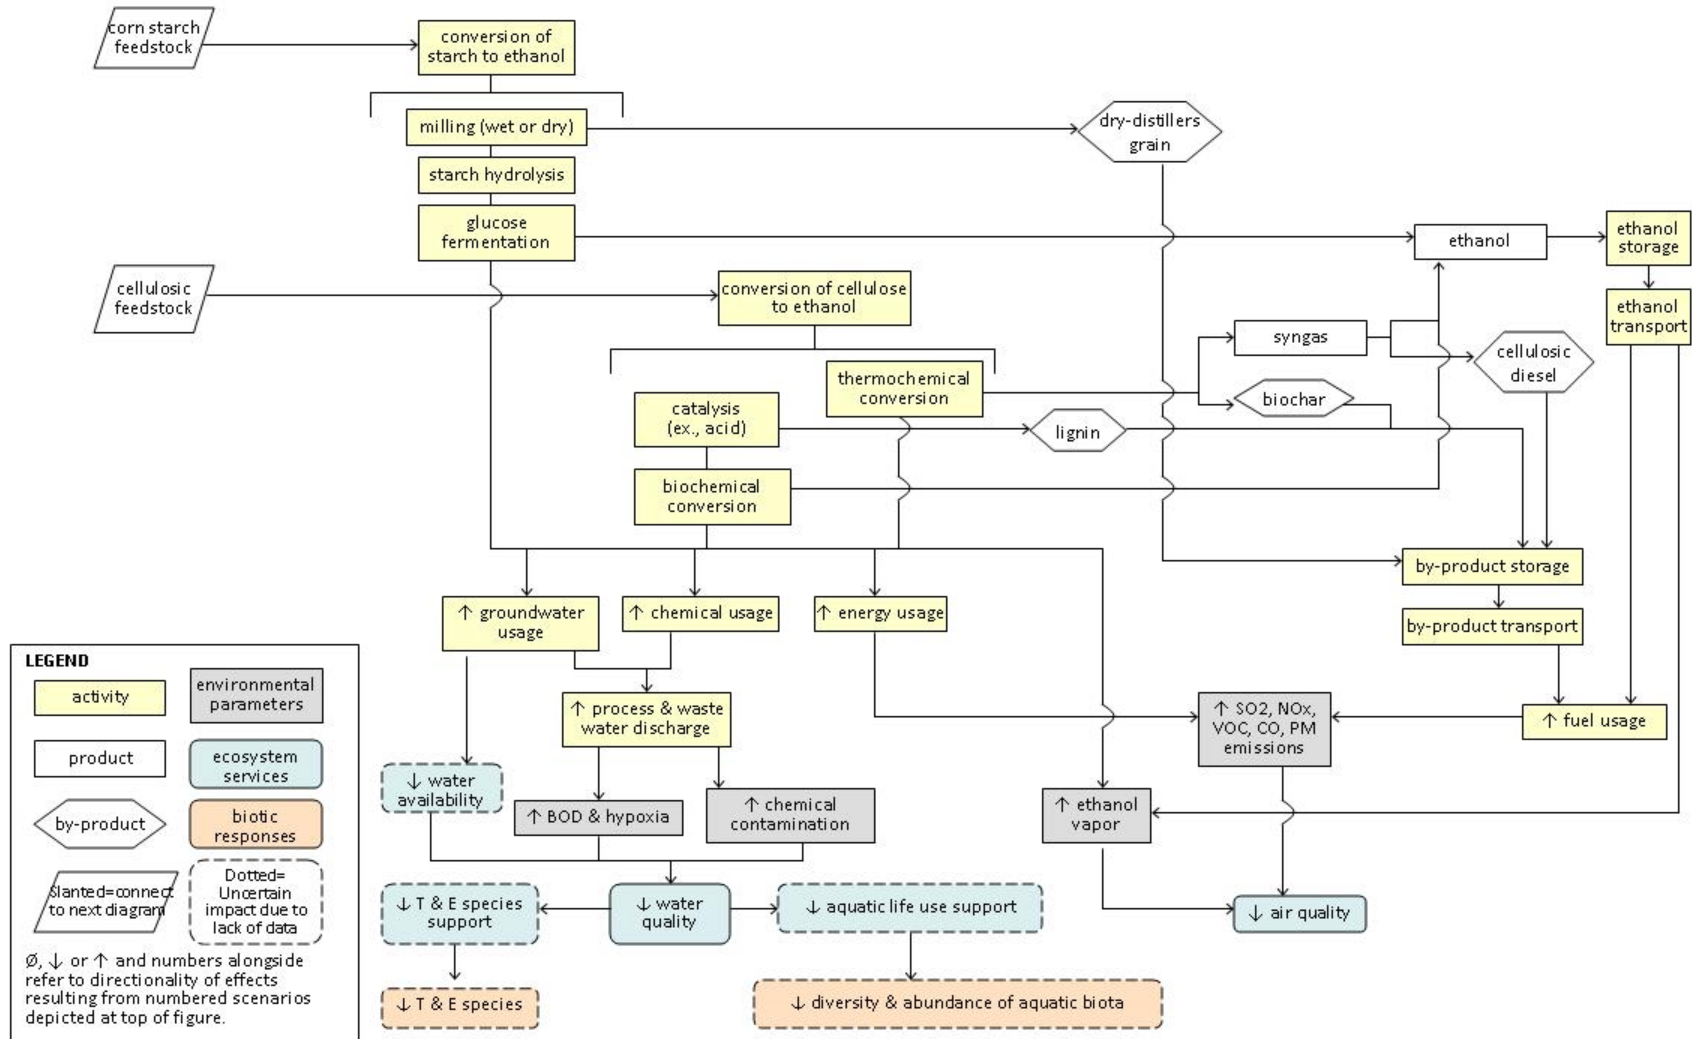 corn starch
feedstock
conversion of
starch to ethanol
milling (wet or dry)
dry-distillers
grain
starch hydrolysis
glucose
fermentation
ethanol
ethanol
storage
cellulosic
feedstock
conversion of cellulose
to ethanol
ethanol
transport
syngas
cellulosic
diesel
thermochemical
conversion
biochar
catalysis
(ex., acid)
lignin
biochemical
conversion
by-product storage
↑ groundwater
usage
↑ chemical usage
↑ energy usage
by-product transport
↑ process & waste
water discharge
↑ SO2, NOx,
VOC, CO, PM
emissions
↑ fuel usage
↓ water
availability
↑ BOD & hypoxia
↑ chemical
contamination
↑ ethanol
vapor
↓ T & E species
support
↓ water
quality
↓ aquatic life use support
↓ air quality
↓ T & E species
↓ diversity & abundance of aquatic biota
LEGEND
activity
environmental
parameters
product
ecosystem
services
by-product
biotic
responses
Slanted=connect
to next diagram
Dotted=
Uncertain
impact due to
lack of data
Ø, ↓ or ↑ and numbers alongside
refer to directionality of effects
resulting from numbered scenarios
depicted at top of figure.